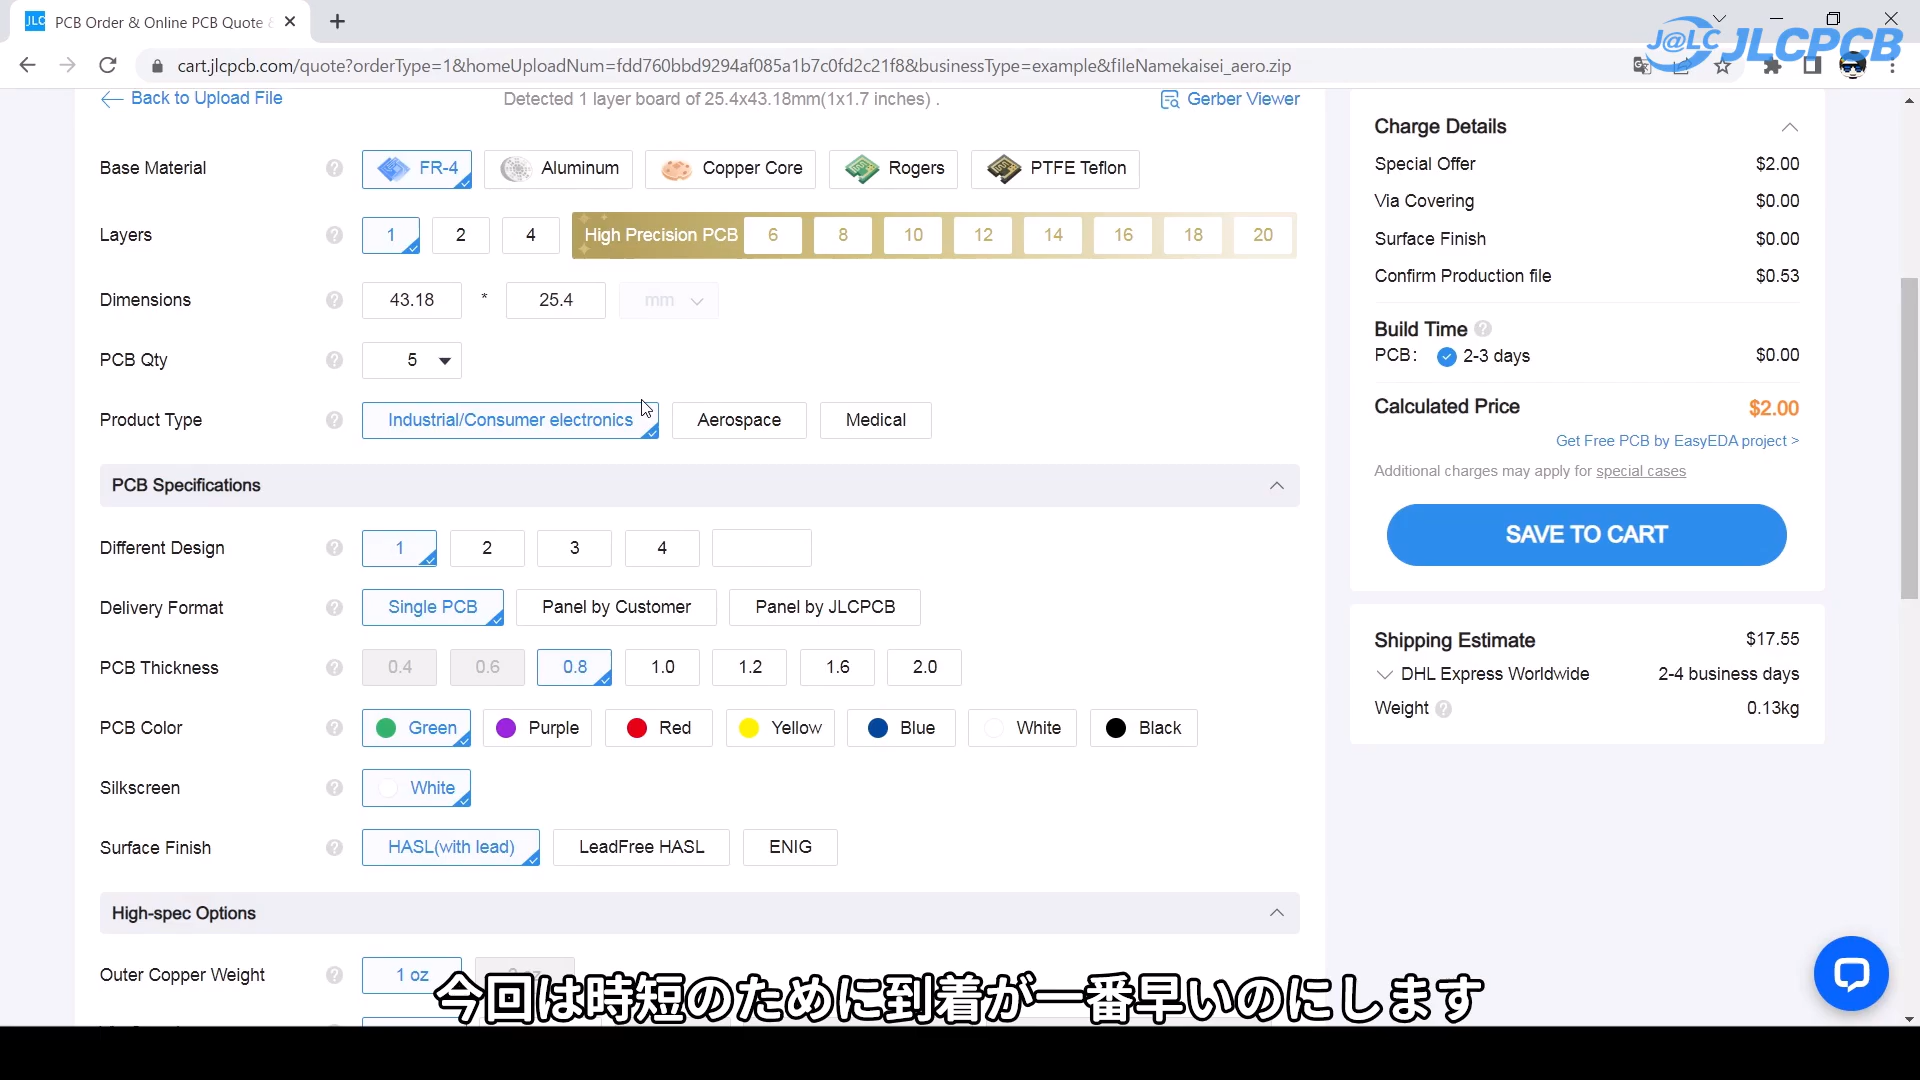 JLC PCB Order & Online PCB Quote &
cart.jlcpcb.com/quote?orderType=1&homeUploadNum=fdd760bbd9294af085a1b7c0fd2c21f8&businessType=example&fileNamekaisei_aero.zip
J@LC JLCPCB
Back to Upload File Detected 1 layer board of 25.4x43.18mm(1x1.7 inches) . Gerber Viewer
Base Material FR-4 Aluminum Copper Core Rogers PTFE Teflon
Layers 1 2 4 High Precision PCB 6 8 10 12 14 16 18 20
Dimensions 43.18 * 25.4 mm
PCB Qty 5
Product Type Industrial/Consumer electronics Aerospace Medical
PCB Specifications
Different Design 1 2 3 4
Delivery Format Single PCB Panel by Customer Panel by JLCPCB
PCB Thickness 0.4 0.6 0.8 1.0 1.2 1.6 2.0
PCB Color Green Purple Red Yellow Blue White Black
Silkscreen White
Surface Finish HASL(with lead) LeadFree HASL ENIG
High-spec Options
Outer Copper Weight 1 oz
Charge Details
Special Offer $2.00
Via Covering $0.00
Surface Finish $0.00
Confirm Production file $0.53
Build Time
PCB: 2-3 days $0.00
Calculated Price $2.00
Get Free PCB by EasyEDA project >
Additional charges may apply for special cases
SAVE TO CART
Shipping Estimate $17.55
DHL Express Worldwide 2-4 business days
Weight 0.13kg
今回は時短のために到着が一番早いのにします